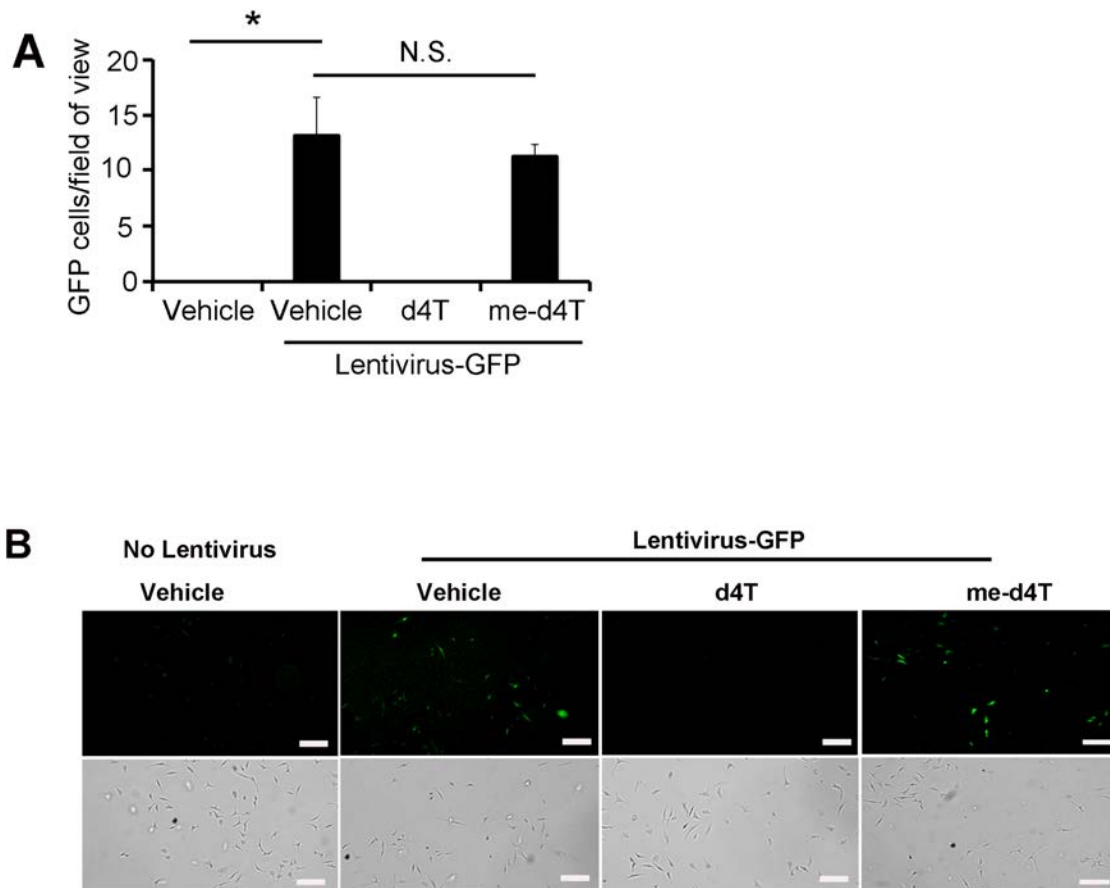 A
*
N.S.
GFP cells/field of view
20
15
10
5
0
Vehicle Vehicle d4T me-d4T
Lentivirus-GFP
B
No Lentivirus Lentivirus-GFP
Vehicle Vehicle d4T me-d4T